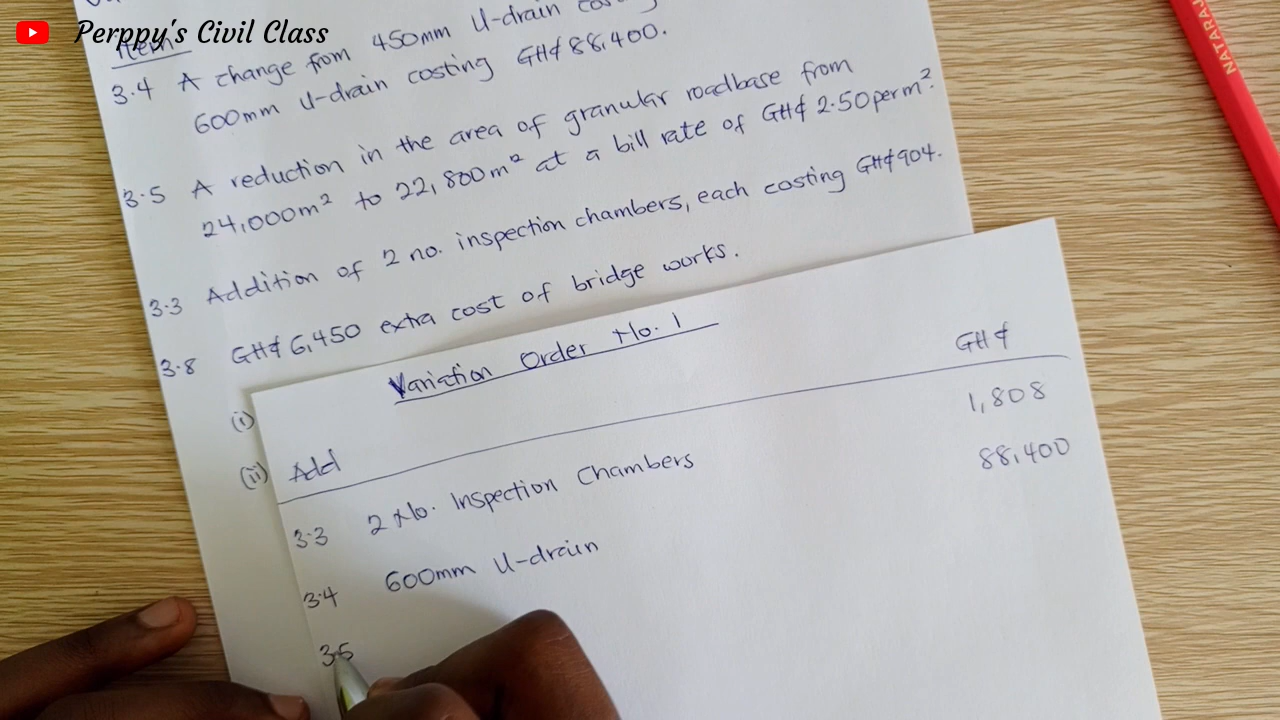 Perppy's Civil Class
Item
3.4 A change from 450mm U-drain costing
600mm U-drain costing GH¢88,400.
3.5 A reduction in the area of granular roadbase from
24,000m² to 22,800m² at a bill rate of GH¢2.50 per m².
3.3 Addition of 2 no. inspection chambers, each costing GH¢904.
3.8 GH¢6,450 extra cost of bridge works.
(i)
(ii)
Variation Order No. 1
Add GH¢
3.3 2 No. Inspection Chambers 1,808
3.4 600mm U-drain 88,400
3.5
NATARAJ